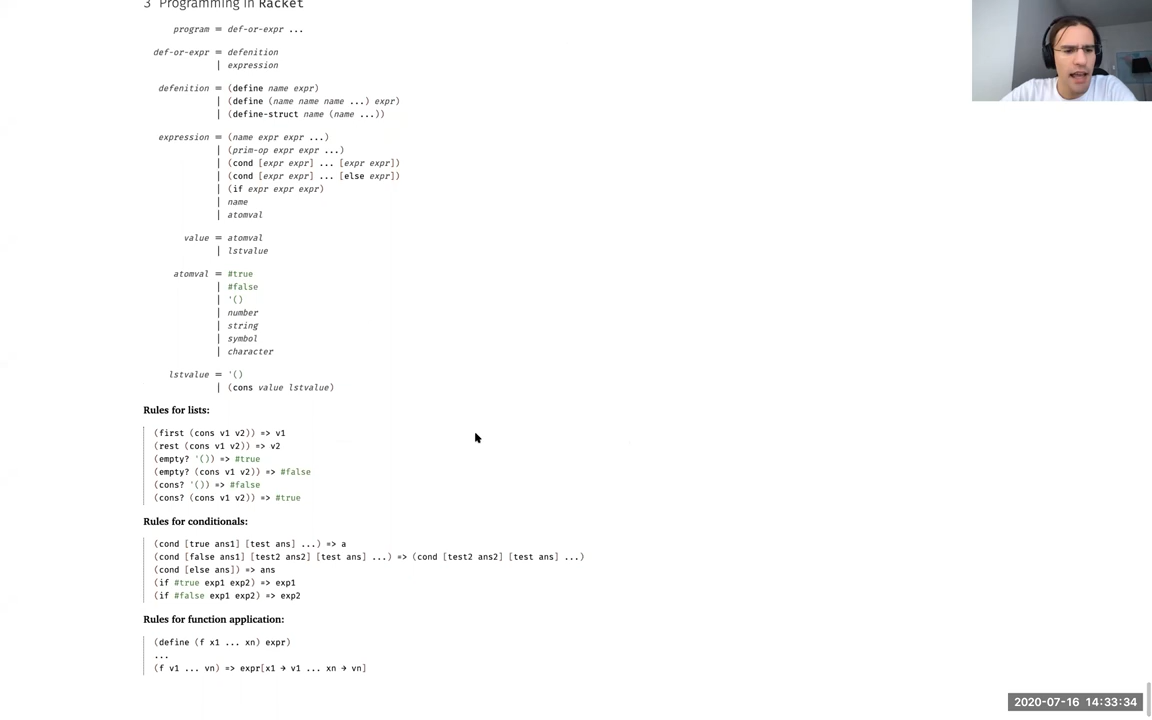 3 Programming in Racket
program = def-or-expr ...
def-or-expr = defenition
| expression
defenition = (define name expr)
| (define (name name name ...) expr)
| (define-struct name (name ...))
expression = (name expr expr ...)
| (prim-op expr expr ...)
| (cond [expr expr] ... [expr expr])
| (cond [expr expr] ... [else expr])
| (if expr expr expr)
| name
| atomval
value = atomval
| lstvalue
atomval = #true
| #false
| '()
| number
| string
| symbol
| character
lstvalue = '()
| (cons value lstvalue)
Rules for lists:
(first (cons v1 v2)) => v1
(rest (cons v1 v2)) => v2
(empty? '()) => #true
(empty? (cons v1 v2)) => #false
(cons? '()) => #false
(cons? (cons v1 v2)) => #true
Rules for conditionals:
(cond [true ans1] [test ans] ...) => a
(cond [false ans1] [test2 ans2] [test ans] ...) => (cond [test2 ans2] [test ans] ...)
(cond [else ans]) => ans
(if #true exp1 exp2) => exp1
(if #false exp1 exp2) => exp2
Rules for function application:
(define (f x1 ... xn) expr)
...
(f v1 ... vn) => expr[x1 → v1 ... xn → vn]
2020-07-16 14:33:34